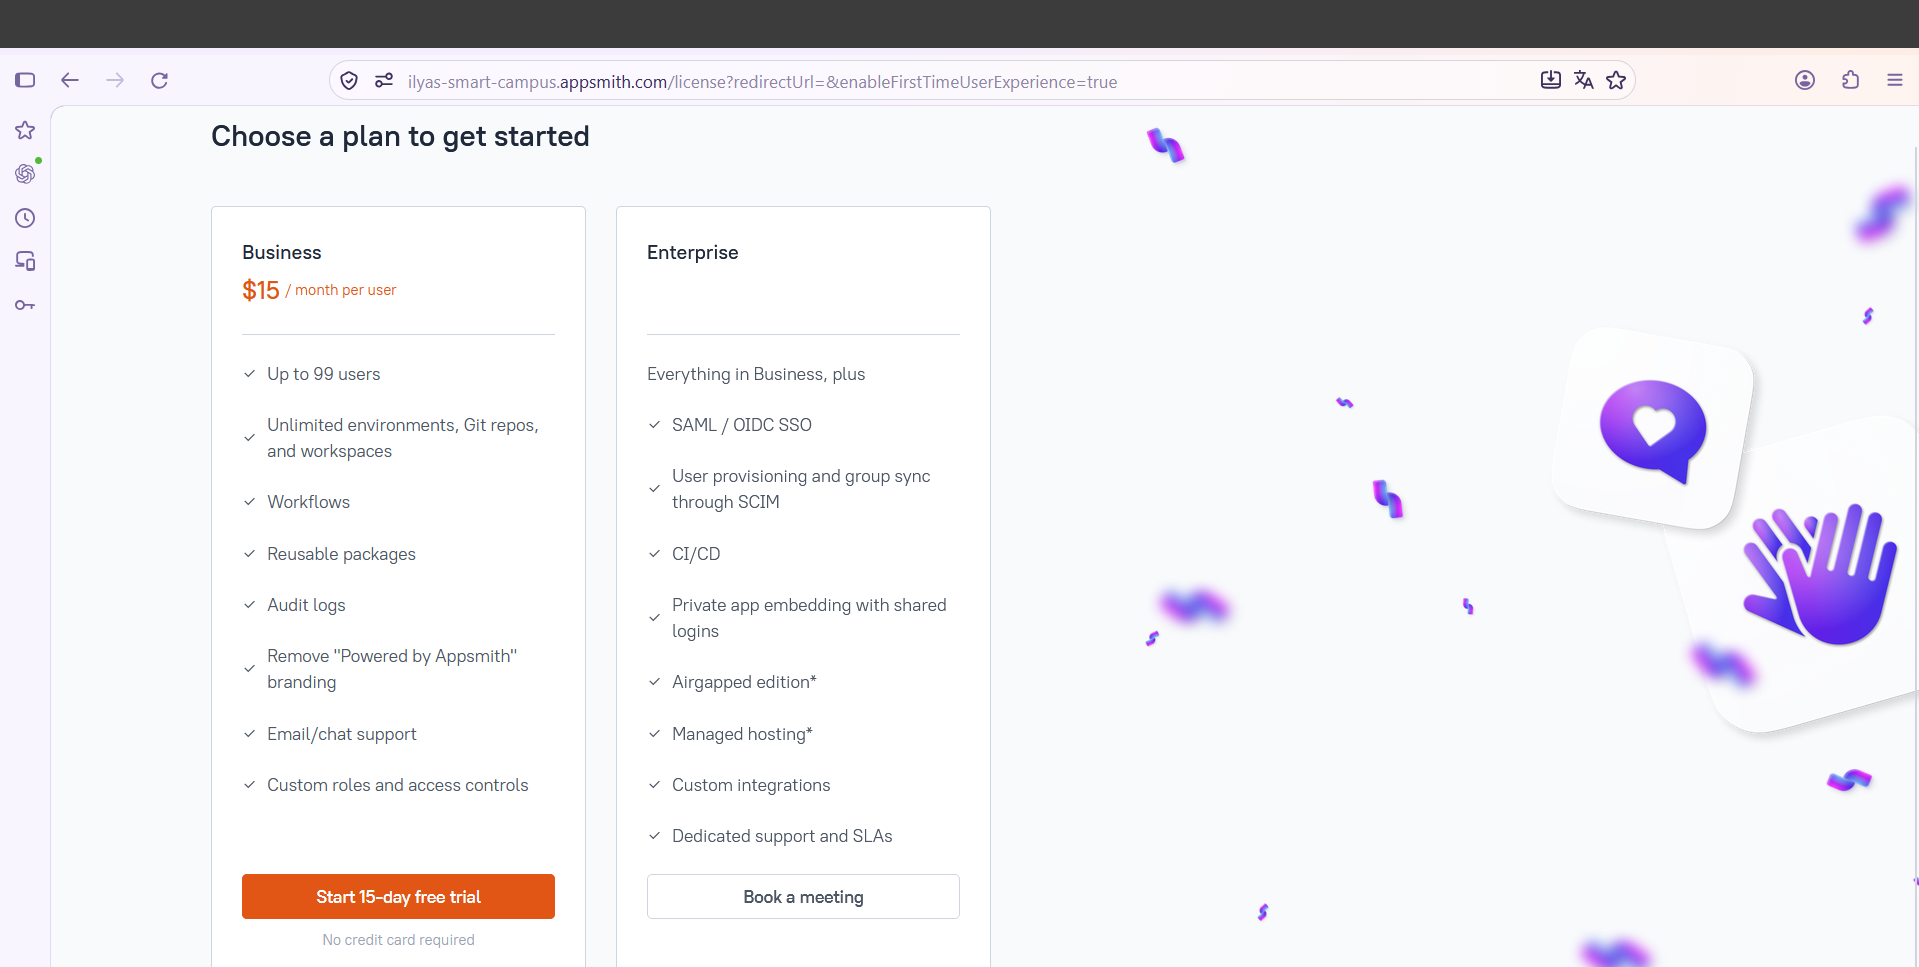 ilyas-smart-campus.appsmith.com/license?redirectUrl=&enableFirstTimeUserExperience=true
Choose a plan to get started
Business
$15 / month per user
Up to 99 users
Unlimited environments, Git repos,
and workspaces
Workflows
Reusable packages
Audit logs
Remove "Powered by Appsmith"
branding
Email/chat support
Custom roles and access controls
Start 15-day free trial
No credit card required
Enterprise
Everything in Business, plus
SAML / OIDC SSO
User provisioning and group sync
through SCIM
CI/CD
Private app embedding with shared
logins
Airgapped edition*
Managed hosting*
Custom integrations
Dedicated support and SLAs
Book a meeting